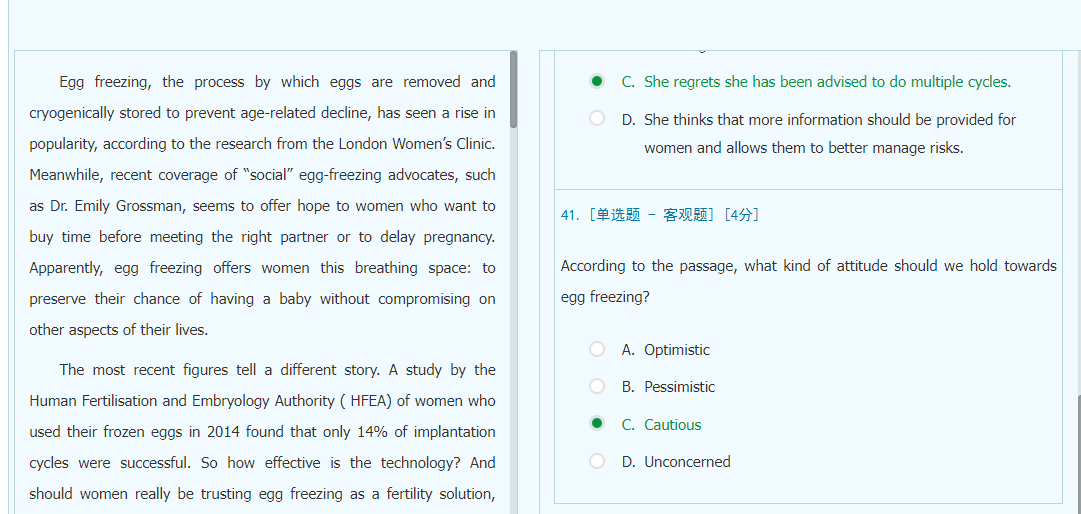 Egg freezing, the process by which eggs are removed and
cryogenically stored to prevent age-related decline, has seen a rise in
popularity, according to the research from the London Women's Clinic.
Meanwhile, recent coverage of "social" egg-freezing advocates, such
as Dr. Emily Grossman, seems to offer hope to women who want to
buy time before meeting the right partner or to delay pregnancy.
Apparently, egg freezing offers women this breathing space: to
preserve their chance of having a baby without compromising on
other aspects of their lives.
The most recent figures tell a different story. A study by the
Human Fertilisation and Embryology Authority ( HFEA) of women who
used their frozen eggs in 2014 found that only 14% of implantation
cycles were successful. So how effective is the technology? And
should women really be trusting egg freezing as a fertility solution,
C. She regrets she has been advised to do multiple cycles.
D. She thinks that more information should be provided for
women and allows them to better manage risks.
41. [单选题 - 客观题] [4分]
According to the passage, what kind of attitude should we hold towards
egg freezing?
A. Optimistic
B. Pessimistic
C. Cautious
D. Unconcerned